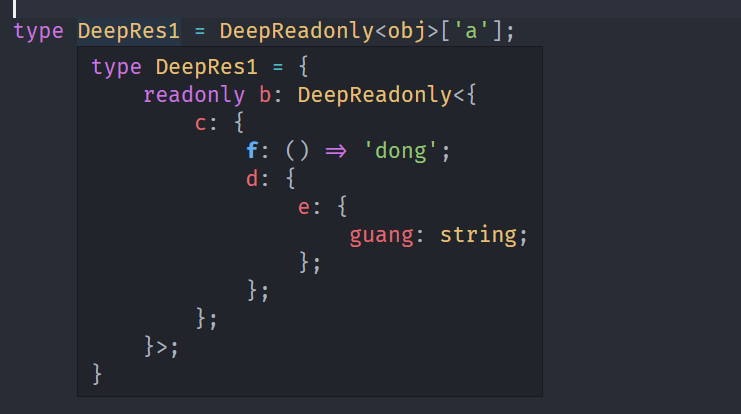 type DeepRes1 = DeepReadonly<obj>['a'];
type DeepRes1 = {
    readonly b: DeepReadonly<{
        c: {
            f: () => 'dong';
            d: {
                e: {
                    guang: string;
                };
            };
        };
    }>;
}